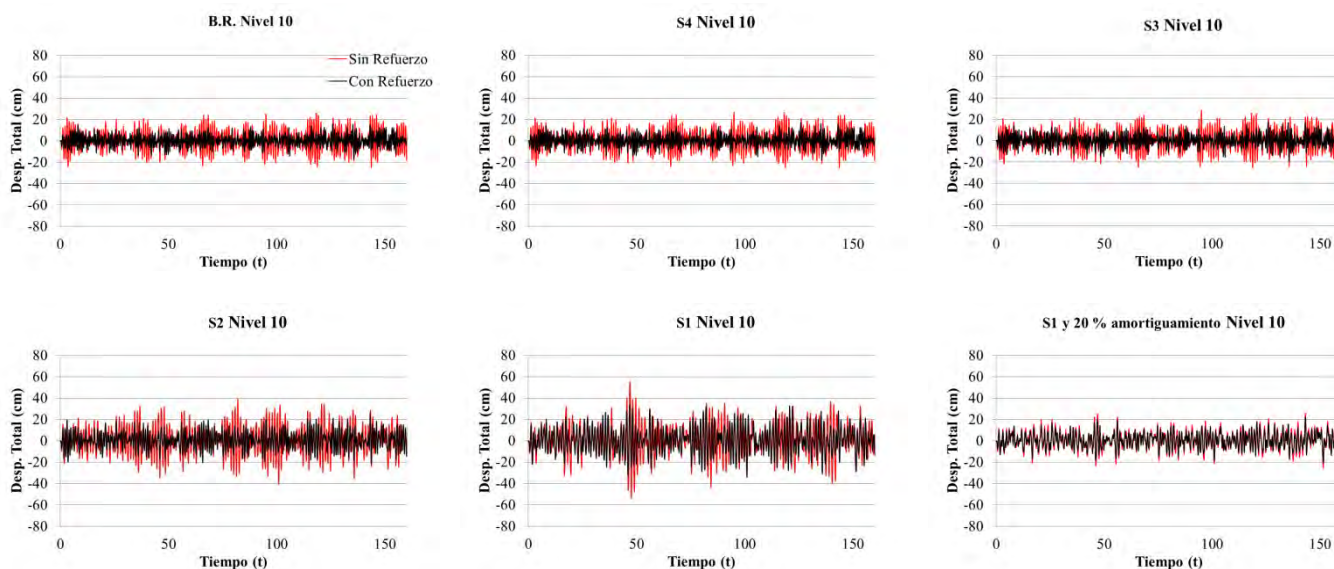 B.R. Nivel 10
Sin Refuerzo
Con Refuerzo
Desp. Total (cm)
80
60
40
20
0
-20
-40
-60
-80
0 50 100 150
Tiempo (t)
S4 Nivel 10
Desp. Total (cm)
80
60
40
20
0
-20
-40
-60
-80
0 50 100 150
Tiempo (t)
S3 Nivel 10
Desp. Total (cm)
80
60
40
20
0
-20
-40
-60
-80
0 50 100 150
Tiempo (t)
S2 Nivel 10
Desp. Total (cm)
80
60
40
20
0
-20
-40
-60
-80
0 50 100 150
Tiempo (t)
S1 Nivel 10
Desp. Total (cm)
80
60
40
20
0
-20
-40
-60
-80
0 50 100 150
Tiempo (t)
S1 y 20 % amortiguamiento Nivel 10
Desp. Total (cm)
80
60
40
20
0
-20
-40
-60
-80
0 50 100 150
Tiempo (t)